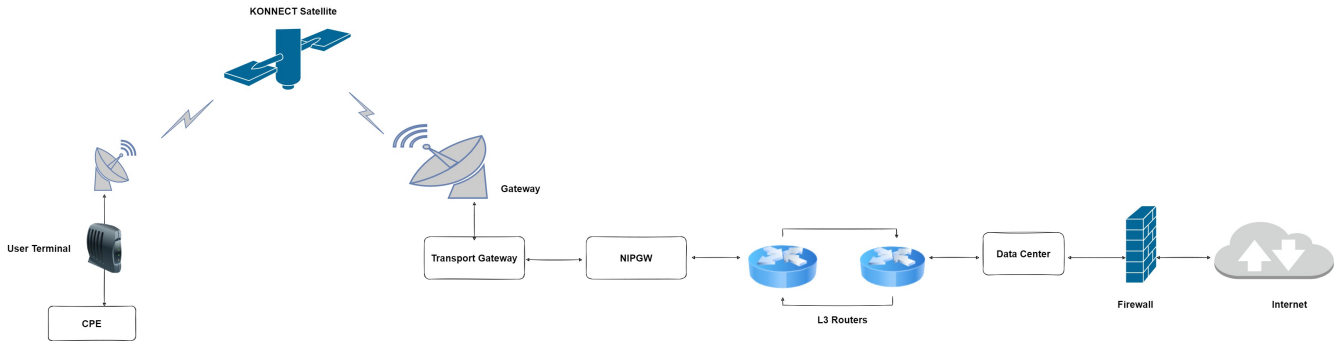 KONNECT Satellite
Gateway
User Terminal
Transport Gateway
NIPGW
Data Center
L3 Routers
Firewall
Internet
CPE